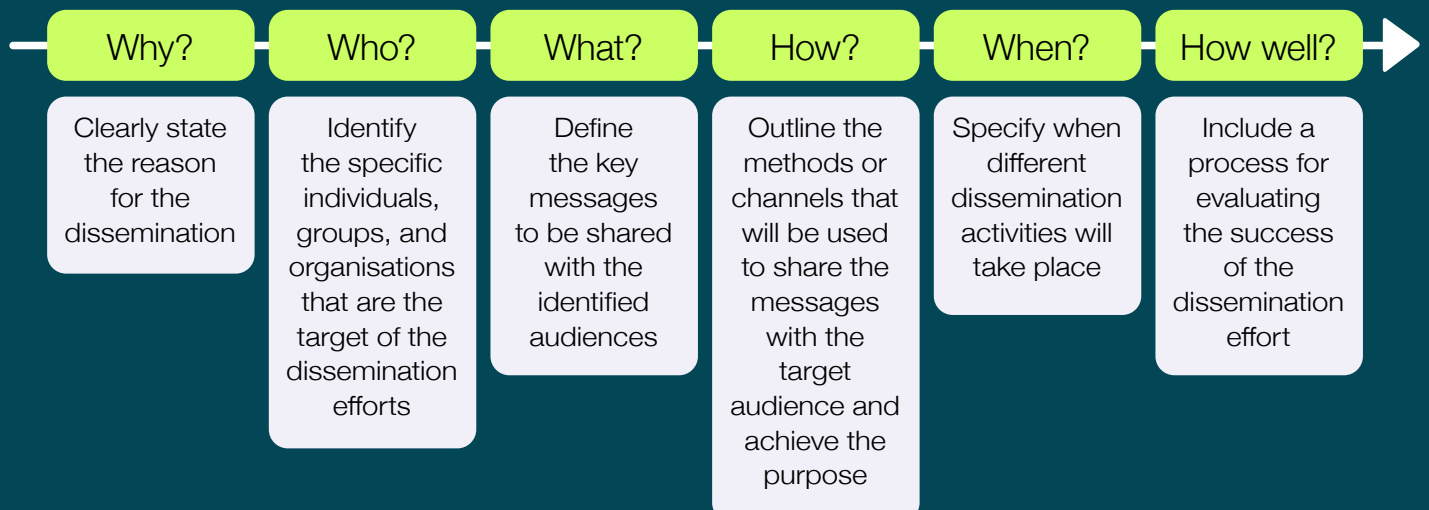 Why?
Clearly state
the reason
for the
dissemination
Who?
Identify
the specific
individuals,
groups, and
organisations
that are the
target of the
dissemination
efforts
What?
Define
the key
messages
to be shared
with the
identified
audiences
How?
Outline the
methods or
channels that
will be used
to share the
messages
with the
target
audience and
achieve the
purpose
When?
Specify when
different
dissemination
activities will
take place
How well?
Include a
process for
evaluating
the success
of the
dissemination
effort